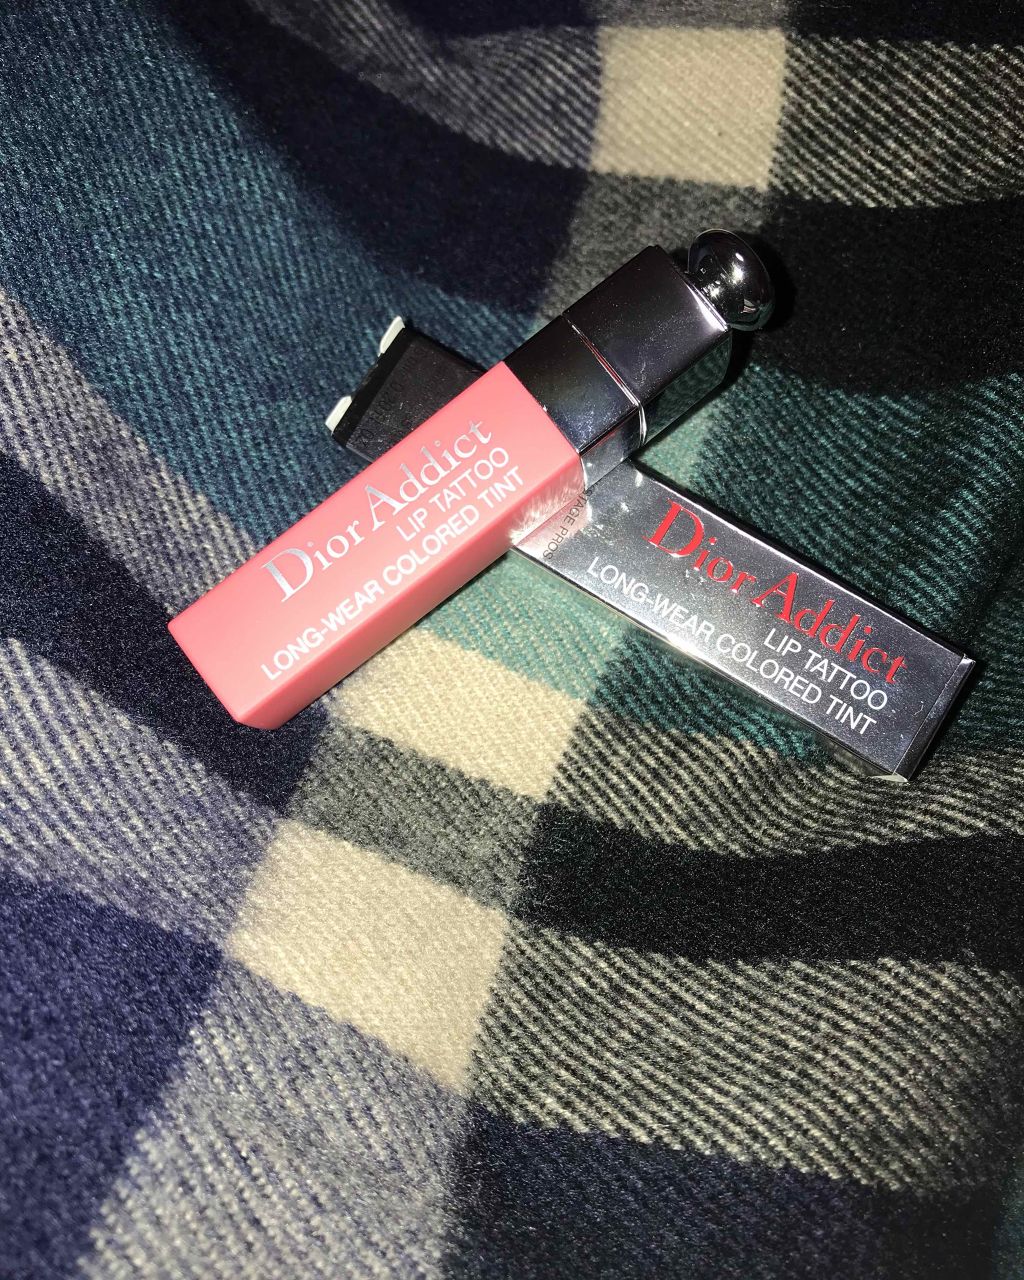 Dior Addict
LIP TATTOO
LONG-WEAR COLORED TINT
Dior Addict
LIP TATTOO
LONG-WEAR COLORED TINT